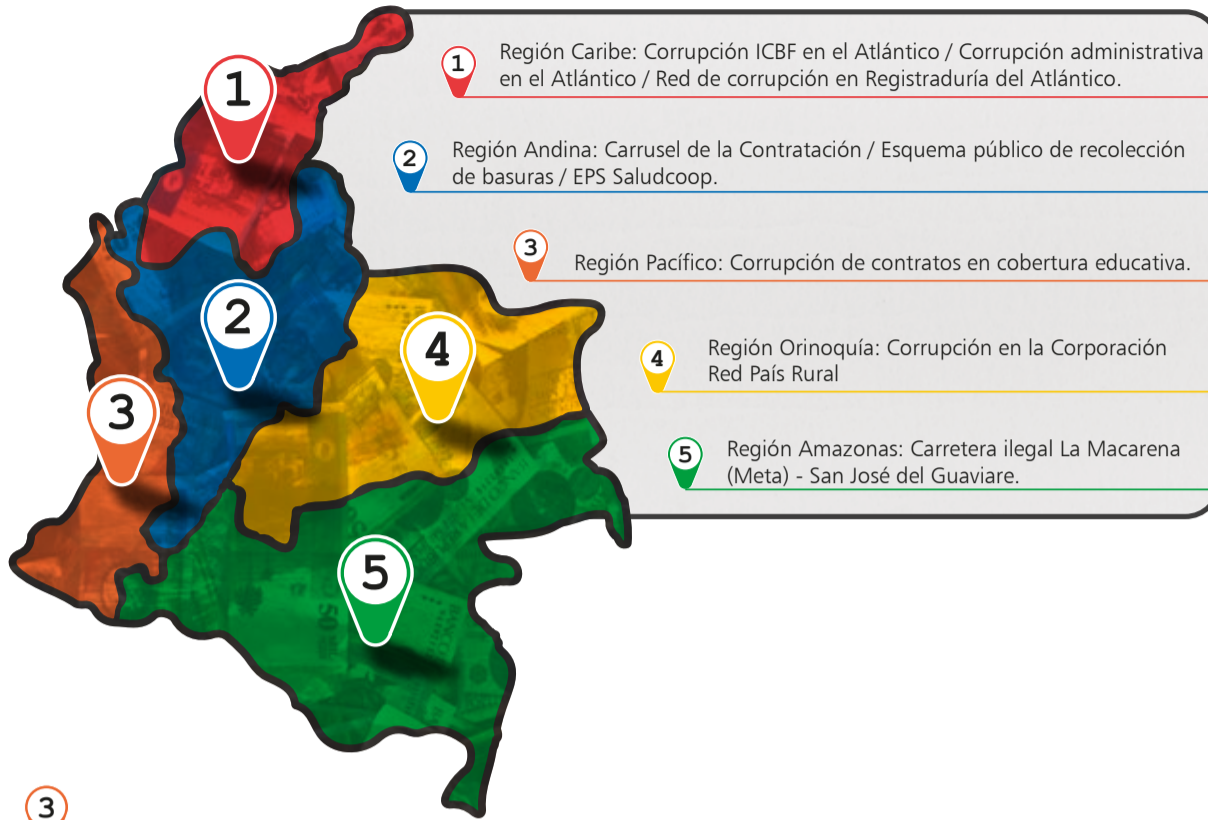 1
Región Caribe: Corrupción ICBF en el Atlántico / Corrupción administrativa
en el Atlántico / Red de corrupción en Registraduría del Atlántico.
2
Región Andina: Carrusel de la Contratación / Esquema público de recolección
de basuras / EPS Saludcoop.
3
Región Pacífico: Corrupción de contratos en cobertura educativa.
4
Región Orinoquía: Corrupción en la Corporación
Red País Rural
5
Región Amazonas: Carretera ilegal La Macarena
(Meta) - San José del Guaviare.
1
2
3
4
5
50 MIL
3